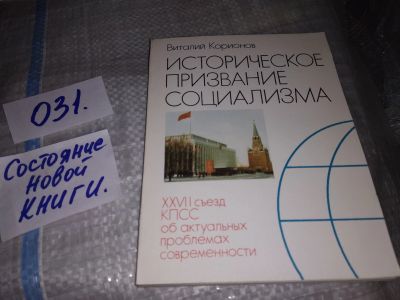 031.
Состояние
новой
книги.
Виталий Корионов
ИСТОРИЧЕСКОЕ
ПРИЗВАНИЕ
СОЦИАЛИЗМА
XXVII съезд
КПСС
об актуальных
проблемах
современности